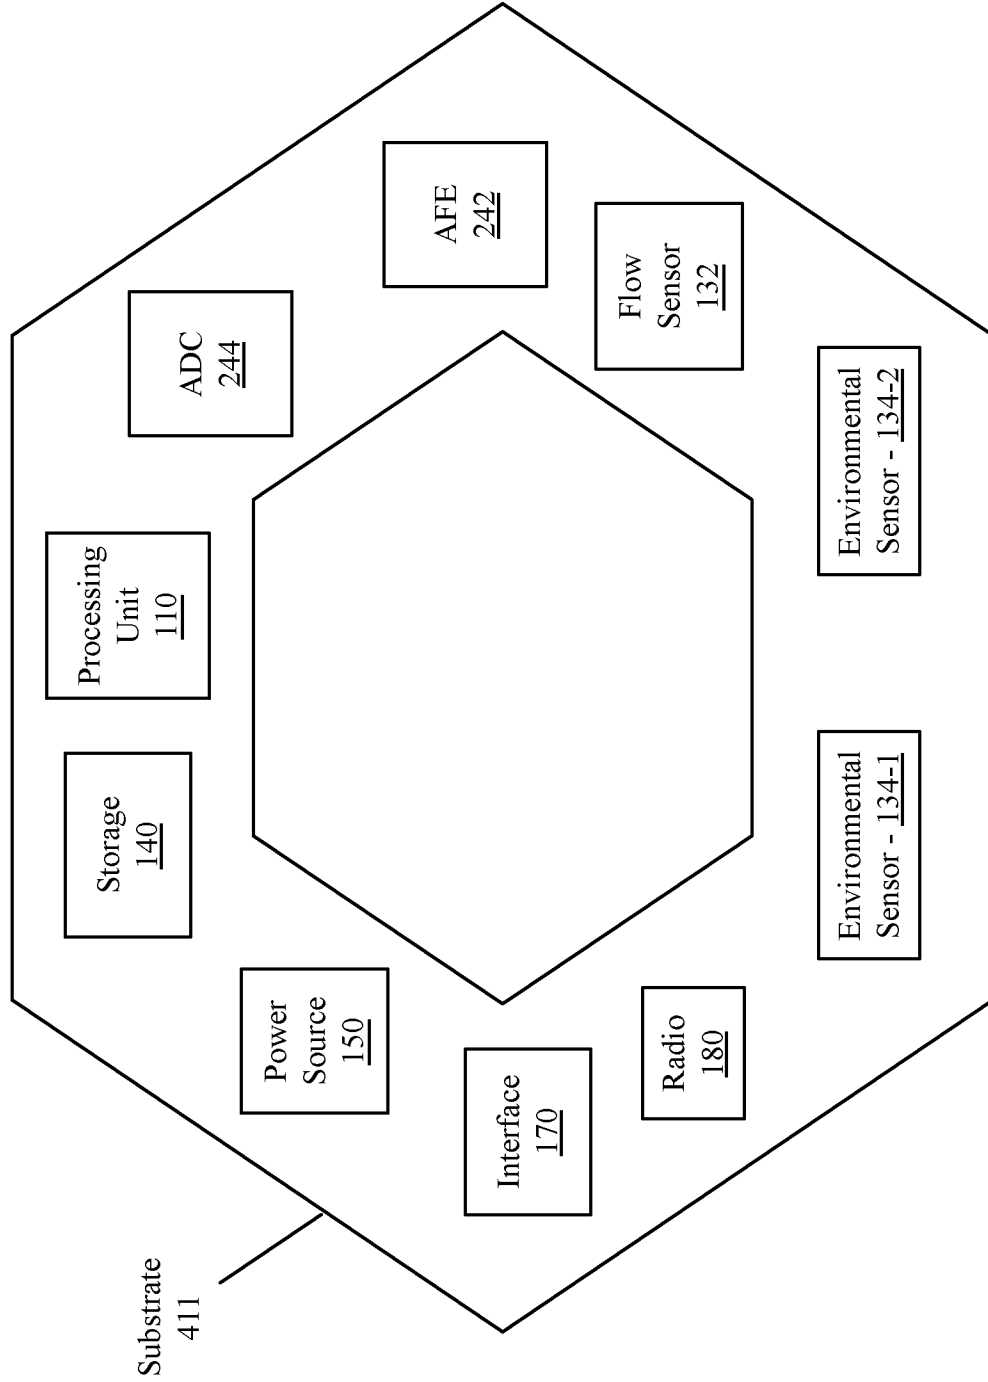 Substrate
411
Power
Source
150
Storage
140
Processing
Unit
110
ADC
244
AFE
242
Interface
170
Flow
Sensor
132
Radio
180
Environmental
Sensor - 134-1
Environmental
Sensor - 134-2